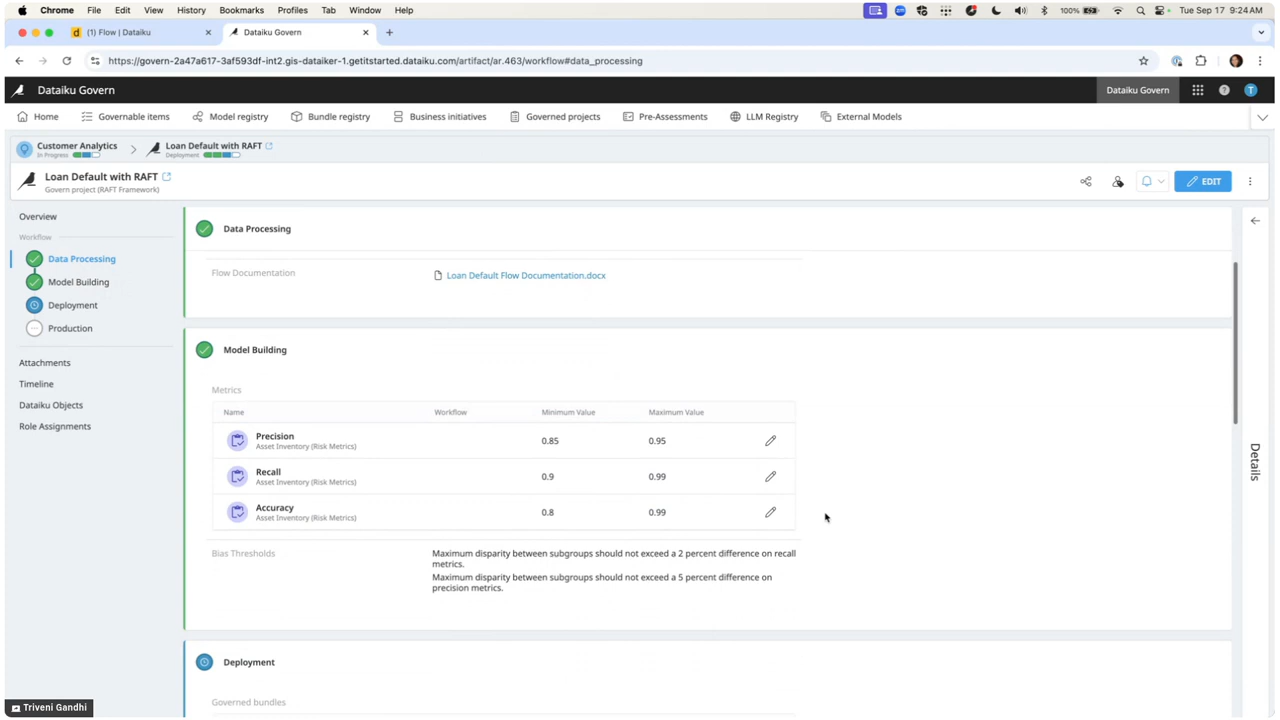 Chrome File Edit View History Bookmarks Profiles Tab Window Help 100% Tue Sep 17 9:24 AM
(1) Flow | Dataiku
Dataiku Govern
https://govern-2a47a617-3af593df-int2.gis-dataiker-1.getitstarted.dataiku.com/artifact/ar.463/workflow#data_processing
Dataiku Govern
Dataiku Govern
T
Home Governable items Model registry Bundle registry Business initiatives Governed projects Pre-Assessments LLM Registry External Models
Customer Analytics
In Progress
Loan Default with RAFT
Deployment
Loan Default with RAFT
Govern project (RAFT Framework)
EDIT
Overview
Workflow
Data Processing
Model Building
Deployment
Production
Attachments
Timeline
Dataiku Objects
Role Assignments
Data Processing
Flow Documentation
Loan Default Flow Documentation.docx
Model Building
Metrics
Name Workflow Minimum Value Maximum Value
Precision
Asset Inventory (Risk Metrics)
0.85 0.95
Recall
Asset Inventory (Risk Metrics)
0.9 0.99
Accuracy
Asset Inventory (Risk Metrics)
0.8 0.99
Bias Thresholds
Maximum disparity between subgroups should not exceed a 2 percent difference on recall
metrics.
Maximum disparity between subgroups should not exceed a 5 percent difference on
precision metrics.
Deployment
Governed bundles
Details
Triveni Gandhi